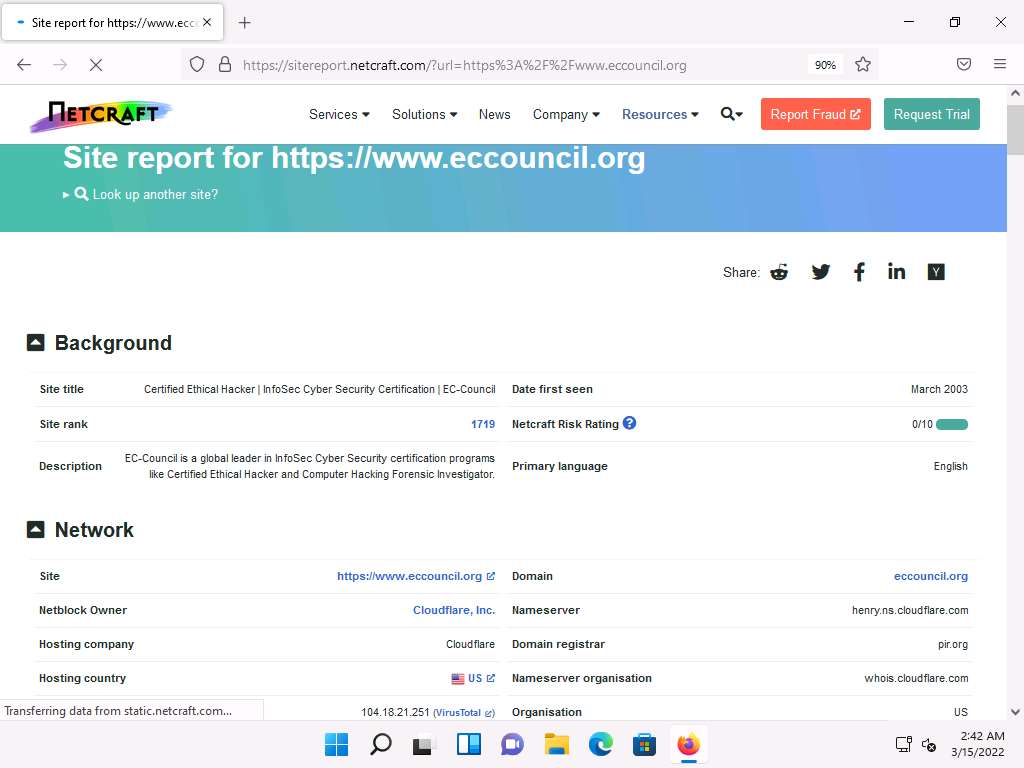 Site report for https://www.ecc
https://sitereport.netcraft.com/?url=https%3A%2F%2Fwww.eccouncil.org
90%
NETCRAFT
Services
Solutions
News
Company
Resources
Report Fraud
Request Trial
Site report for https://www.eccouncil.org
Look up another site?
Share:
Y
Background
Site title Certified Ethical Hacker | InfoSec Cyber Security Certification | EC-Council Date first seen March 2003
Site rank 1719 Netcraft Risk Rating ? 0/10
Description EC-Council is a global leader in InfoSec Cyber Security certification programs
like Certified Ethical Hacker and Computer Hacking Forensic Investigator.
Primary language English
Network
Site https://www.eccouncil.org Domain eccouncil.org
Netblock Owner Cloudflare, Inc. Nameserver henry.ns.cloudflare.com
Hosting company Cloudflare Domain registrar pir.org
Hosting country US Nameserver organisation whois.cloudflare.com
104.18.21.251 (VirusTotal) Organisation US
Transferring data from static.netcraft.com...
2:42 AM
3/15/2022